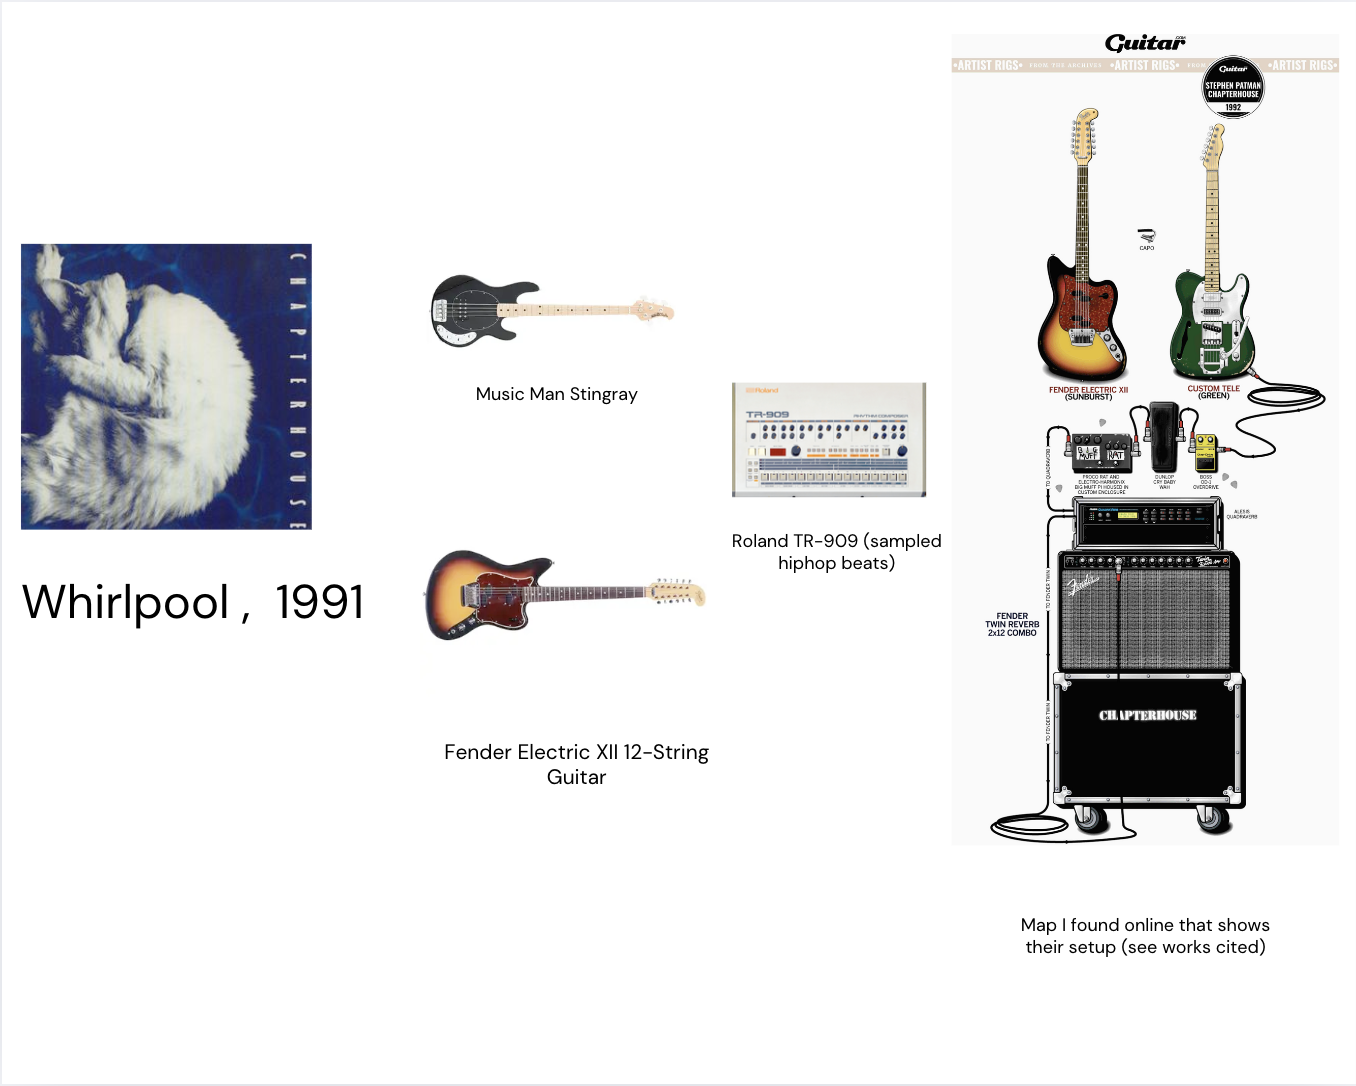 CHAPTERHOUSE
Whirlpool , 1991
Music Man Stingray
Fender Electric XII 12-String
Guitar
Roland
TR-909
RHYTHM COMPOSER
Roland TR-909 (sampled
hiphop beats)
Guitar
.COM
•ARTIST RIGS• FROM THE ARCHIVES •ARTIST RIGS• FROM •ARTIST RIGS•
Guitar
STEPHEN PATMAN
CHAPTERHOUSE
1992
CAPO
FENDER ELECTRIC XII
(SUNBURST)
CUSTOM TELE
(GREEN)
BIG
MUFF
RAT
PROCO RAT AND
ELECTRO-HARMONIX
BIG MUFF PI HOUSED IN
CUSTOM ENCLOSURE
DUNLOP
CRY BABY
WAH
BOSS
OD-1
OVERDRIVE
TO QUADRAVERB
ALESIS
QUADRAVERB
Fender
TO FENDER TWIN
FENDER
TWIN REVERB
2x12 COMBO
TO FENDER TWIN
CHAPTERHOUSE
Map I found online that shows
their setup (see works cited)